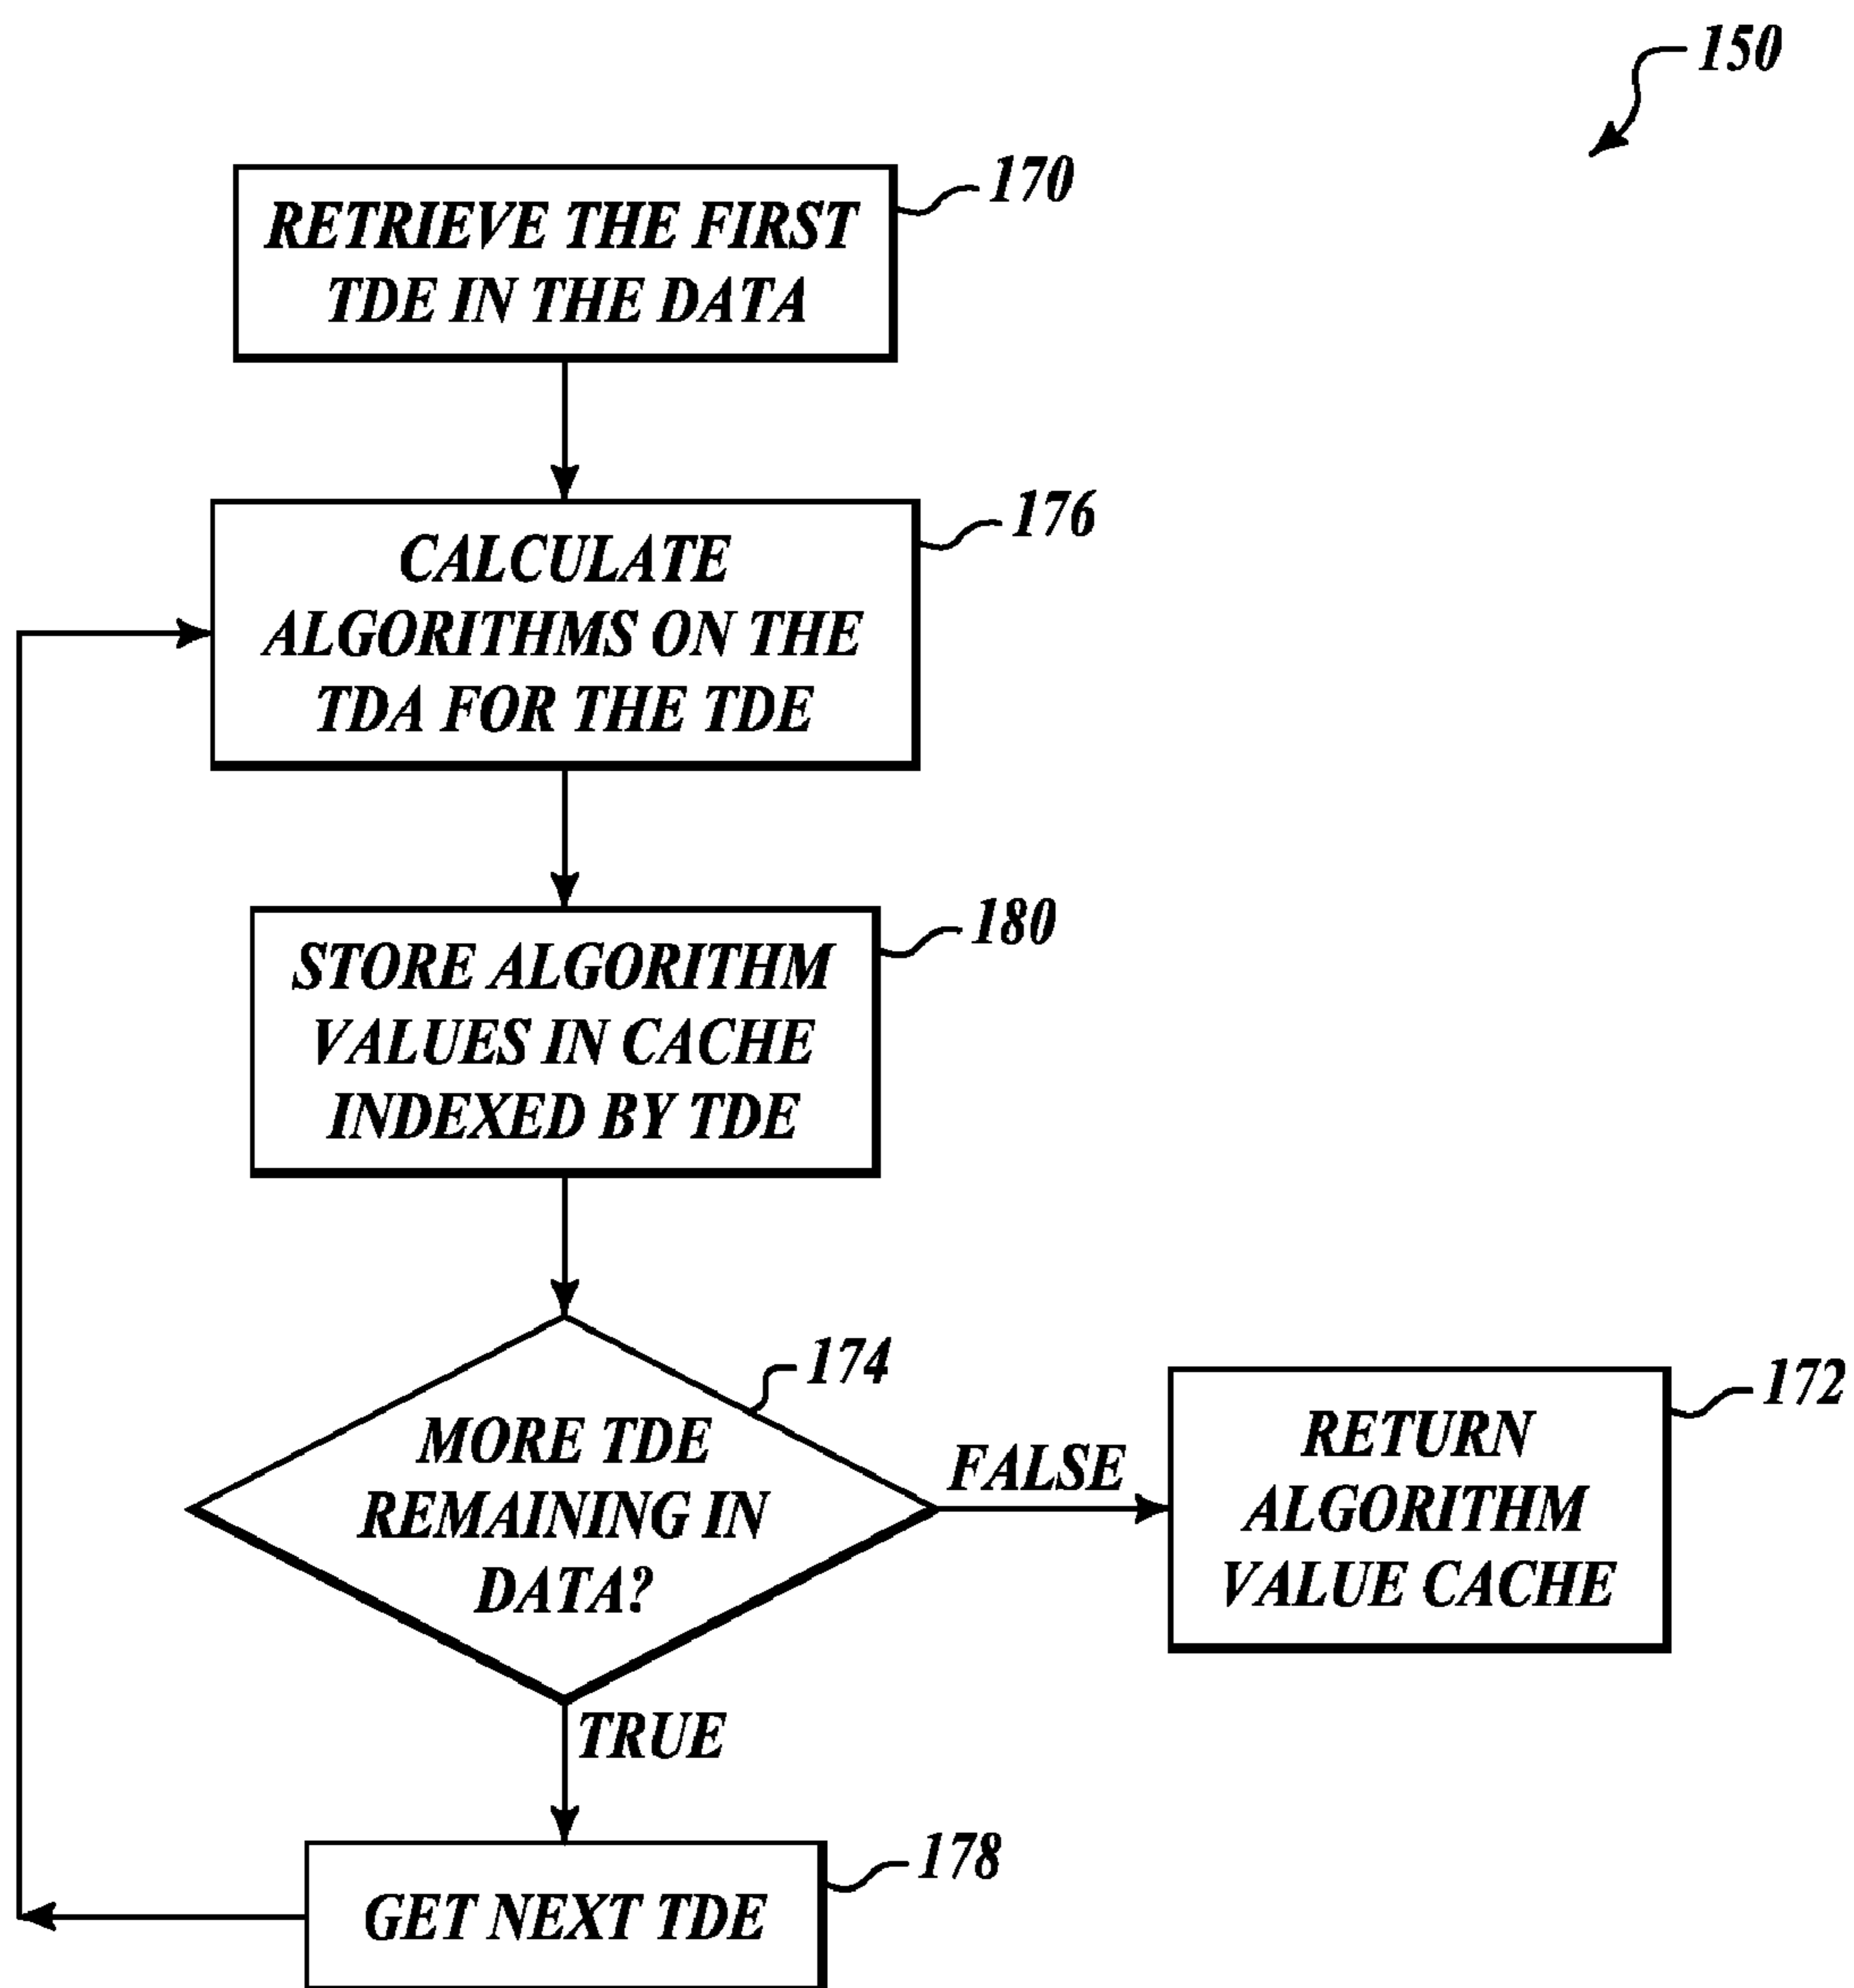 150
170
RETRIEVE THE FIRST
TDE IN THE DATA
176
CALCULATE
ALGORITHMS ON THE
TDA FOR THE TDE
180
STORE ALGORITHM
VALUES IN CACHE
INDEXED BY TDE
174
MORE TDE
REMAINING IN
DATA?
FALSE
172
RETURN
ALGORITHM
VALUE CACHE
TRUE
178
GET NEXT TDE